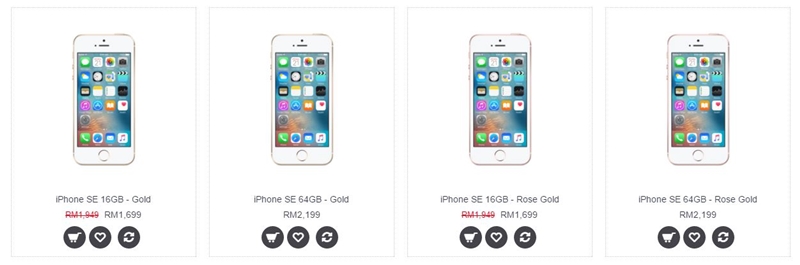 iPhone SE 16GB - Gold
RM1,949 RM1,699
iPhone SE 64GB - Gold
RM2,199
iPhone SE 16GB - Rose Gold
RM1,949 RM1,699
iPhone SE 64GB - Rose Gold
RM2,199